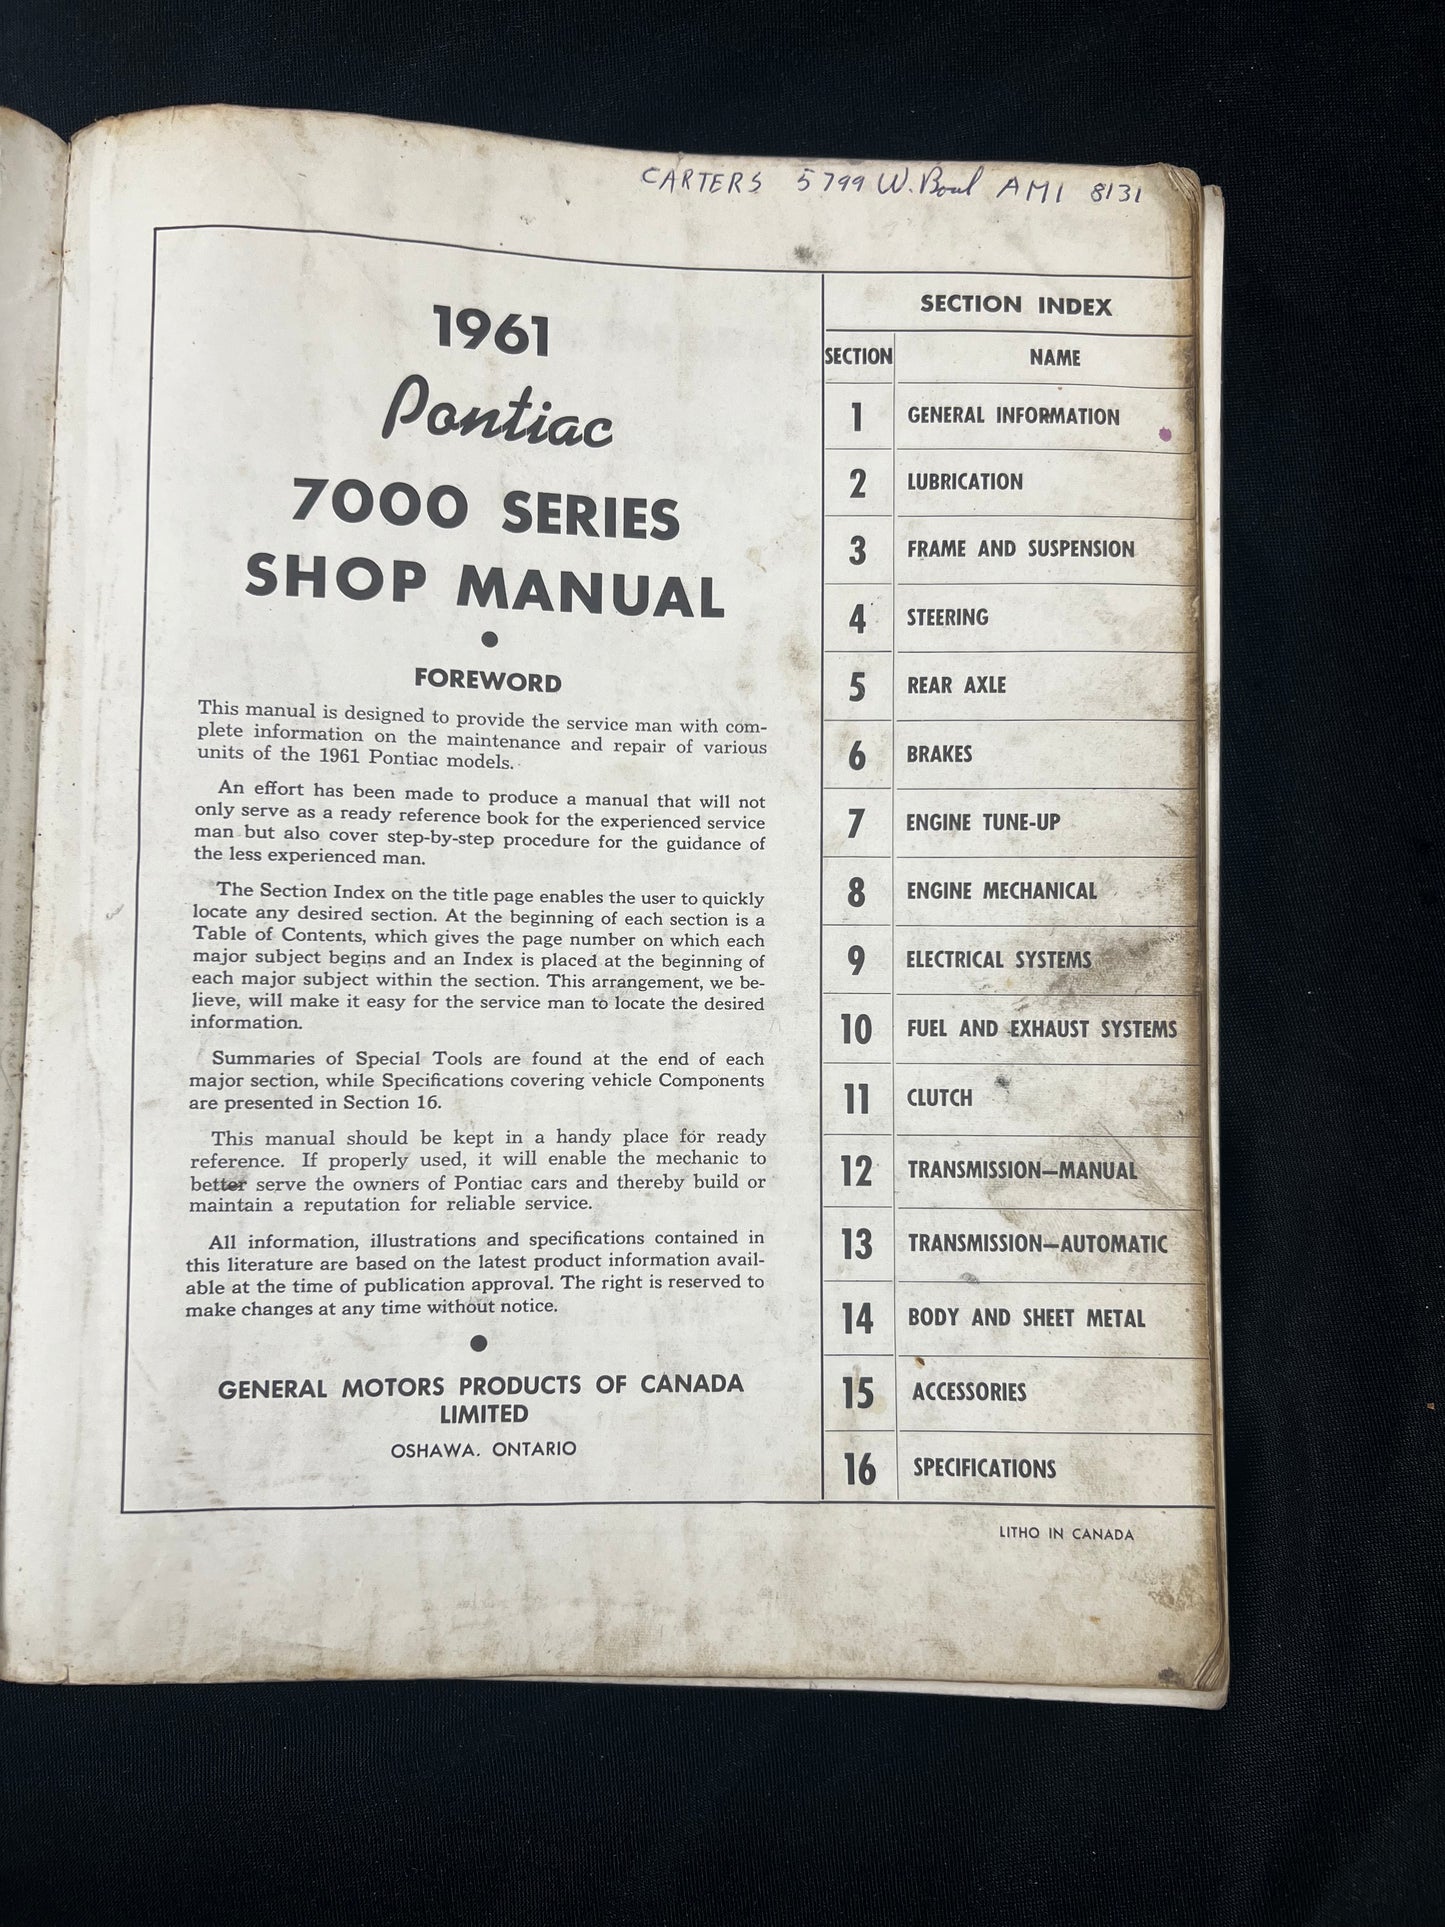 CARTERS 5799 W. Boul AM1 8131
1961
Pontiac
7000 SERIES
SHOP MANUAL
●
FOREWORD
This manual is designed to provide the service man with com-
plete information on the maintenance and repair of various
units of the 1961 Pontiac models.
An effort has been made to produce a manual that will not
only serve as a ready reference book for the experienced service
man but also cover step-by-step procedure for the guidance of
the less experienced man.
The Section Index on the title page enables the user to quickly
locate any desired section. At the beginning of each section is a
Table of Contents, which gives the page number on which each
major subject begins and an Index is placed at the beginning of
each major subject within the section. This arrangement, we be-
lieve, will make it easy for the service man to locate the desired
information.
Summaries of Special Tools are found at the end of each
major section, while Specifications covering vehicle Components
are presented in Section 16.
This manual should be kept in a handy place for ready
reference. If properly used, it will enable the mechanic to
better serve the owners of Pontiac cars and thereby build or
maintain a reputation for reliable service.
All information, illustrations and specifications contained in
this literature are based on the latest product information avail-
able at the time of publication approval. The right is reserved to
make changes at any time without notice.
●
GENERAL MOTORS PRODUCTS OF CANADA
LIMITED
OSHAWA, ONTARIO
SECTION INDEX
SECTION NAME
1 GENERAL INFORMATION
2 LUBRICATION
3 FRAME AND SUSPENSION
4 STEERING
5 REAR AXLE
6 BRAKES
7 ENGINE TUNE-UP
8 ENGINE MECHANICAL
9 ELECTRICAL SYSTEMS
10 FUEL AND EXHAUST SYSTEMS
11 CLUTCH
12 TRANSMISSION—MANUAL
13 TRANSMISSION—AUTOMATIC
14 BODY AND SHEET METAL
15 ACCESSORIES
16 SPECIFICATIONS
LITHO IN CANADA